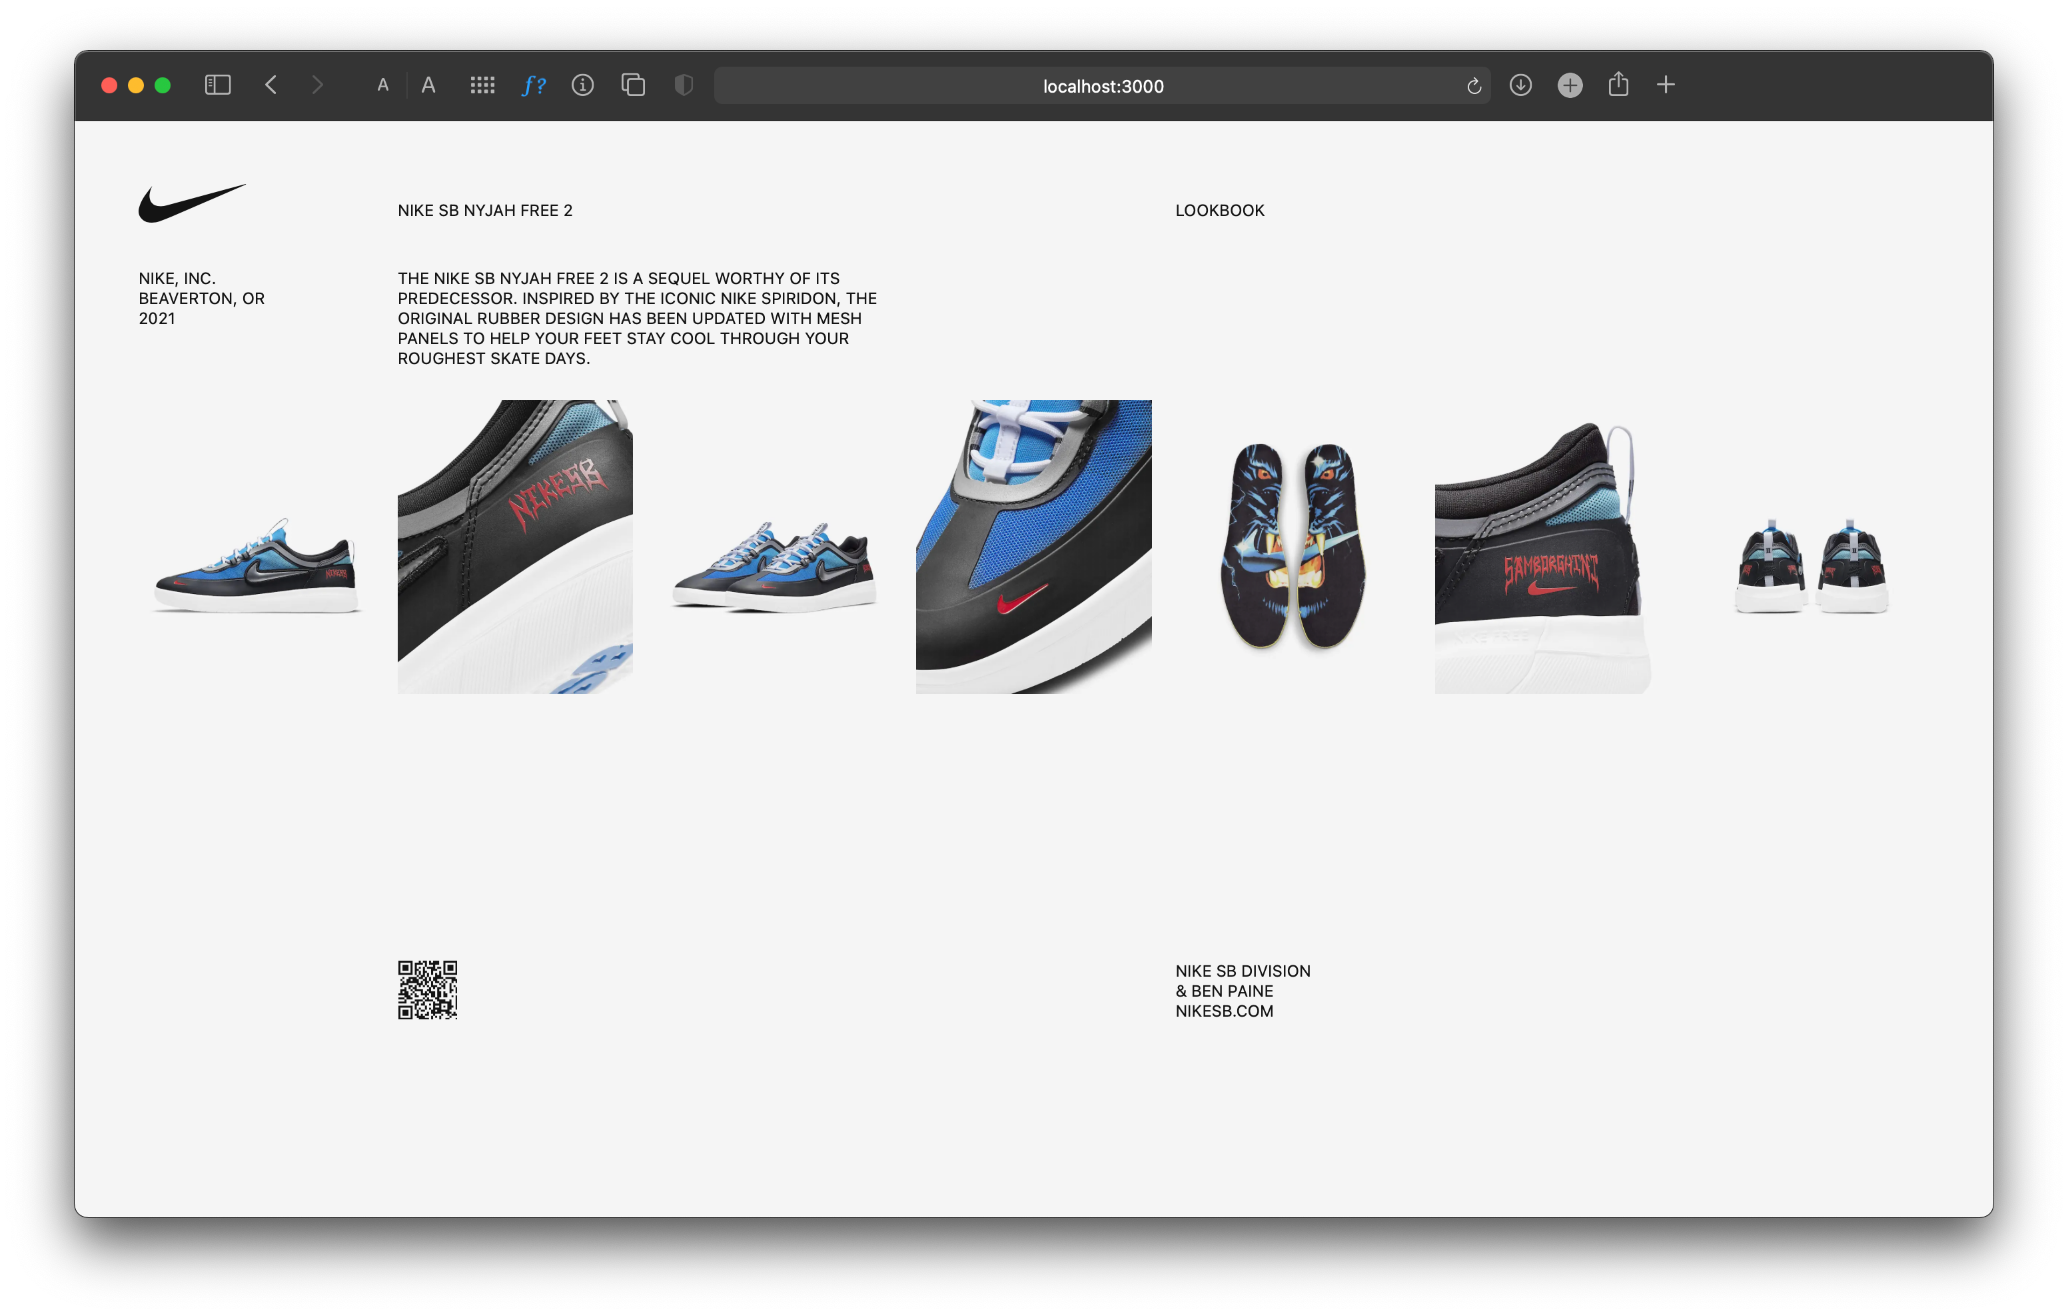 A
A
f?
localhost:3000
NIKE SB NYJAH FREE 2
LOOKBOOK
NIKE, INC.
BEAVERTON, OR
2021
THE NIKE SB NYJAH FREE 2 IS A SEQUEL WORTHY OF ITS
PREDECESSOR. INSPIRED BY THE ICONIC NIKE SPIRIDON, THE
ORIGINAL RUBBER DESIGN HAS BEEN UPDATED WITH MESH
PANELS TO HELP YOUR FEET STAY COOL THROUGH YOUR
ROUGHEST SKATE DAYS.
NIKESB
SAMBORGHINI
NIKE SB DIVISION
& BEN PAINE
NIKESB.COM